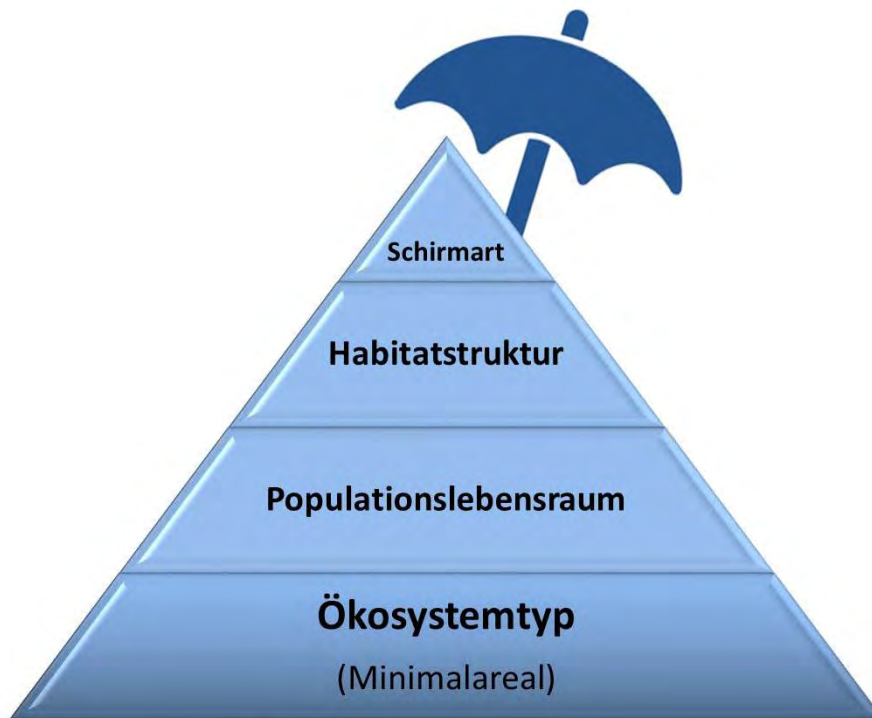 Schirmart
Habitatstruktur
Populationslebensraum
Ökosystemtyp
(Minimalareal)